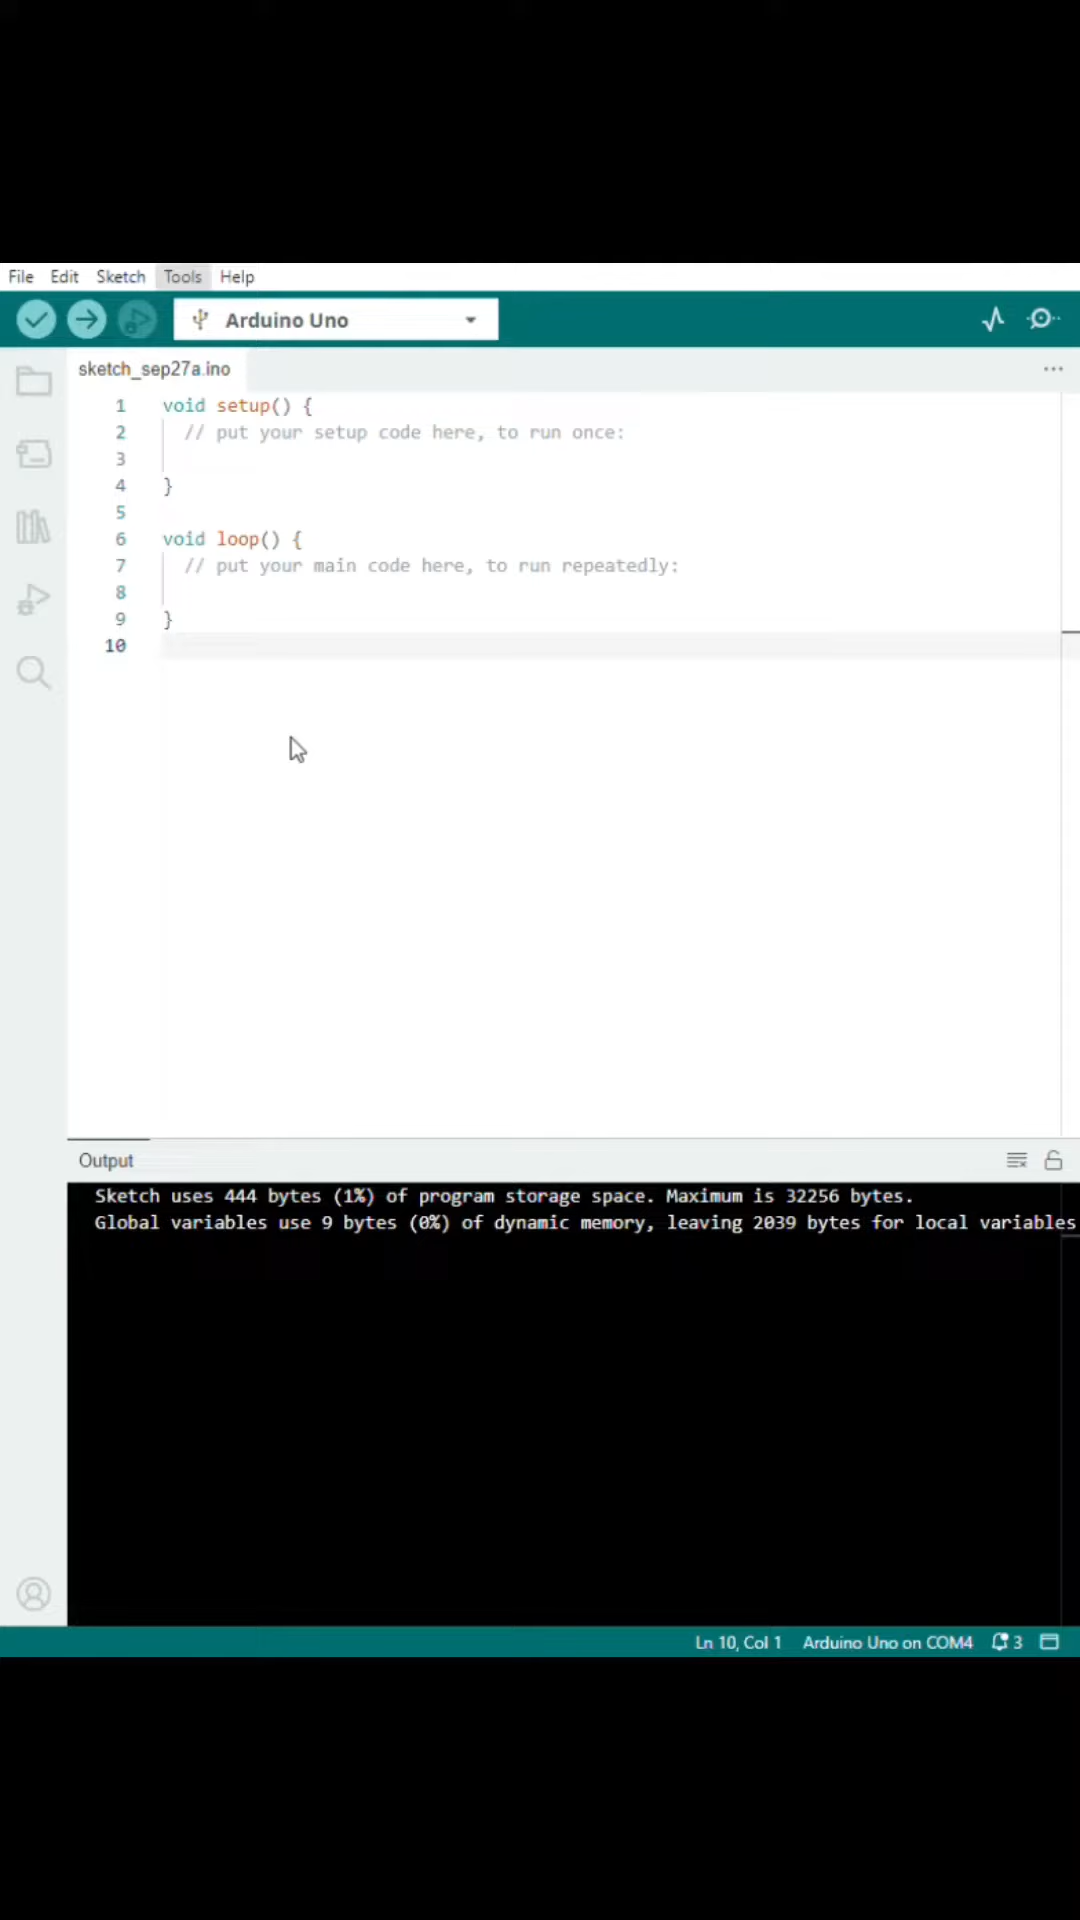 File Edit Sketch Tools Help
Arduino Uno
sketch_sep27a.ino
1 void setup() {
2 // put your setup code here, to run once:
3
4 }
5
6 void loop() {
7 // put your main code here, to run repeatedly:
8
9 }
10
Output
Sketch uses 444 bytes (1%) of program storage space. Maximum is 32256 bytes.
Global variables use 9 bytes (0%) of dynamic memory, leaving 2039 bytes for local variables
Ln 10, Col 1 Arduino Uno on COM4 3